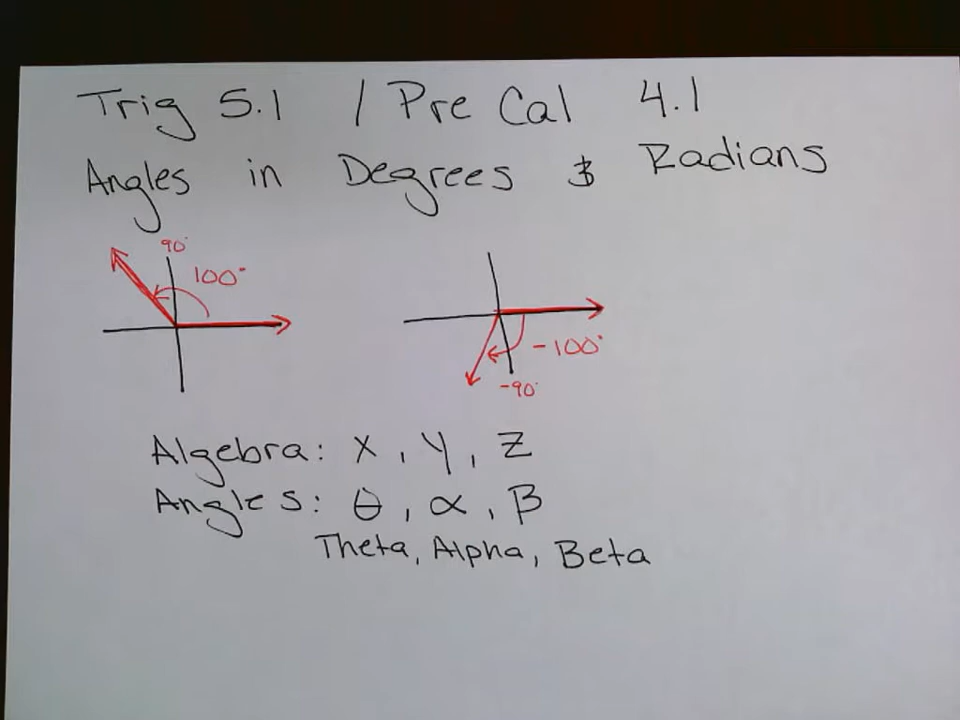 Trig 5.1 / Pre Cal 4.1
Angles in Degrees & Radians
90°
100°
-100°
-90°
Algebra: x, y, z
Angles: θ, α, β
Theta, Alpha, Beta